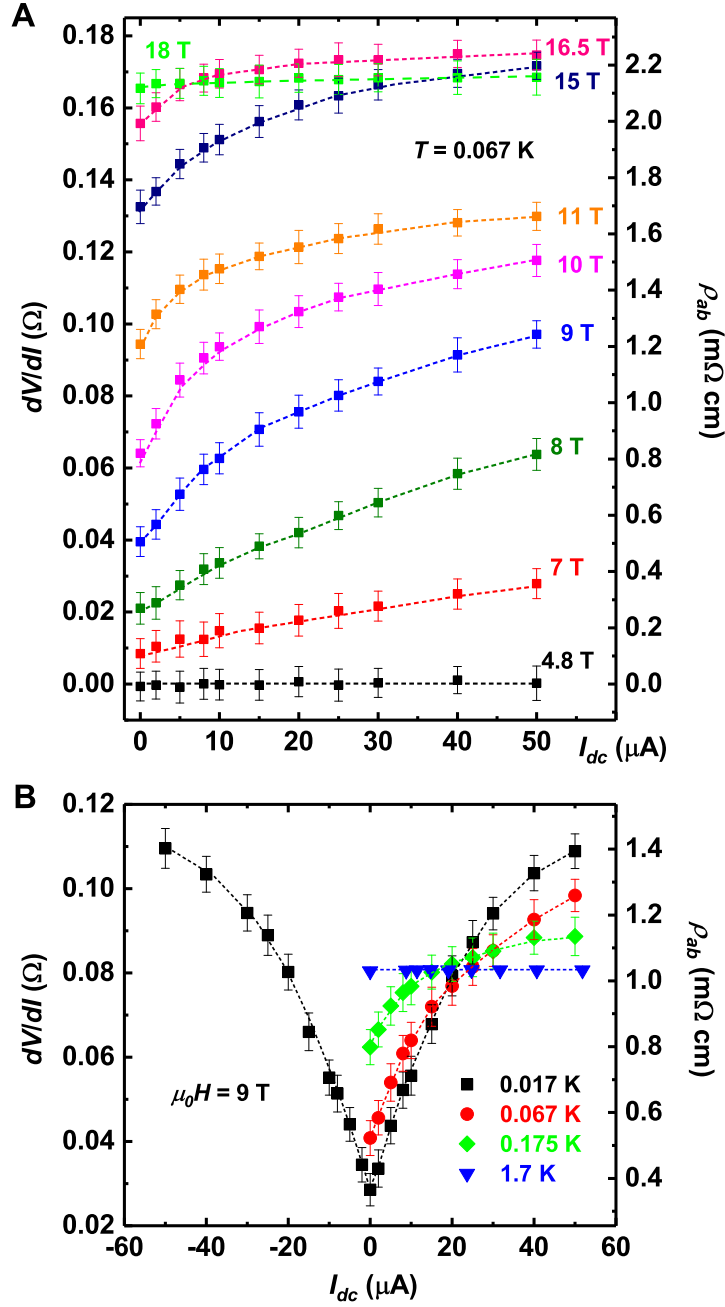 A
18 T
16.5 T
15 T
T = 0.067 K
11 T
10 T
9 T
8 T
7 T
4.8 T
0.18
0.16
0.14
0.12
0.10
0.08
0.06
0.04
0.02
0.00
dV/dI (Ω)
2.2
2.0
1.8
1.6
1.4
1.2
1.0
0.8
0.6
0.4
0.2
0.0
ρab (mΩ cm)
0 10 20 30 40 50
Idc (μA)
B
0.12
0.10
0.08
0.06
0.04
0.02
dV/dI (Ω)
1.4
1.2
1.0
0.8
0.6
0.4
ρab (mΩ cm)
μ0H = 9 T
0.017 K
0.067 K
0.175 K
1.7 K
-60 -40 -20 0 20 40 60
Idc (μA)